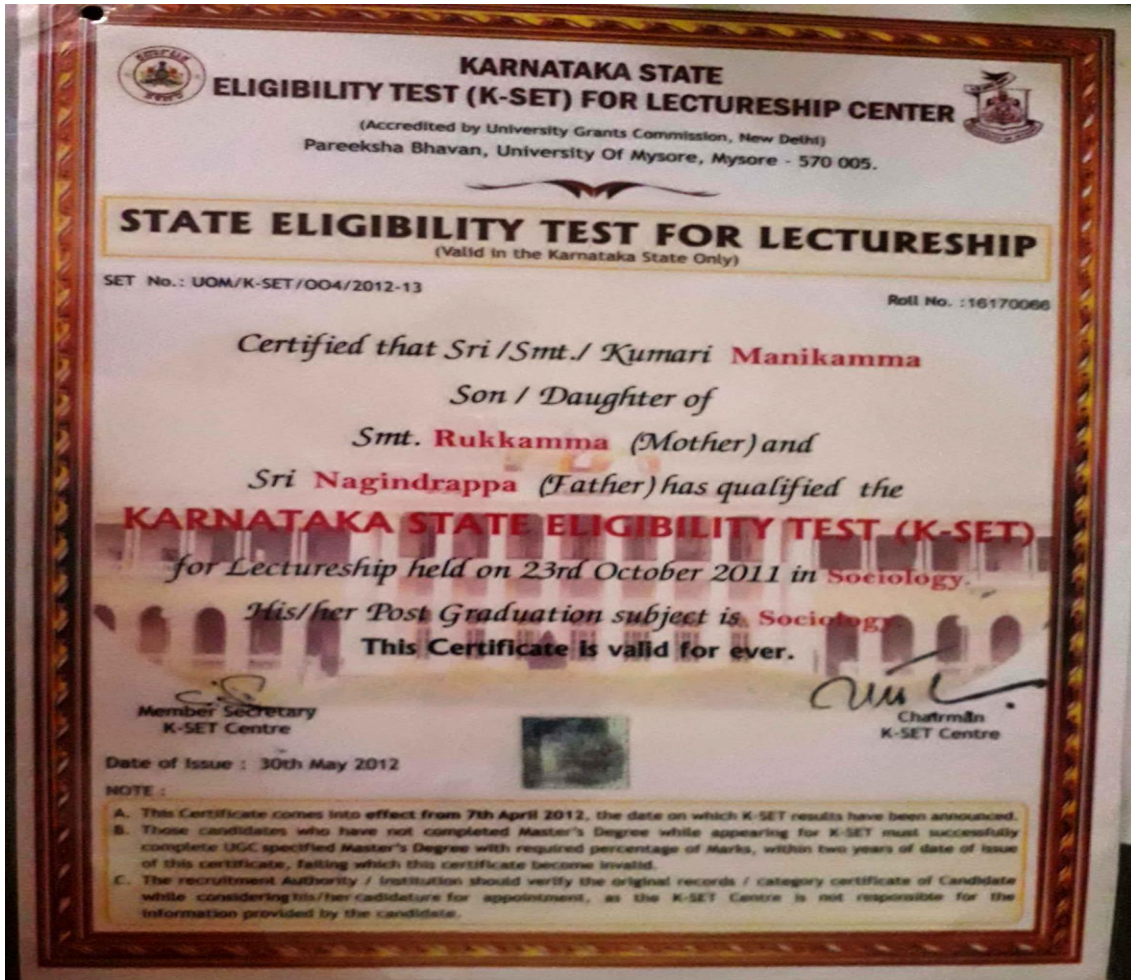 KARNATAKA STATE
ELIGIBILITY TEST (K-SET) FOR LECTURESHIP CENTER
(Accredited by University Grants Commission, New Delhi)
Pareeksha Bhavan, University Of Mysore, Mysore - 570 005.
STATE ELIGIBILITY TEST FOR LECTURESHIP
(Valid in the Karnataka State Only)
SET No.: UOM/K-SET/OO4/2012-13
Roll No. :16170066
Certified that Sri /Smt./ Kumari Manikamma
Son / Daughter of
Smt. Rukkamma (Mother) and
Sri Nagindrappa (Father) has qualified the
KARNATAKA STATE ELIGIBILITY TEST (K-SET)
for Lectureship held on 23rd October 2011 in Sociology.
His/her Post Graduation subject is Sociology.
This Certificate is valid for ever.
Member Secretary
K-SET Centre
Chairman
K-SET Centre
Date of Issue : 30th May 2012
NOTE :
A. This Certificate comes into effect from 7th April 2012, the date on which K-SET results have been announced.
B. Those candidates who have not completed Master's Degree while appearing for K-SET must successfully
complete UGC specified Master's Degree with required percentage of Marks, within two years of date of issue
of this certificate, failing which this certificate become invalid.
C. The recruitment Authority / Institution should verify the original records / category certificate of Candidate
while considering his/her cadidature for appointment, as the K-SET Centre is not responsible for the
information provided by the candidate.